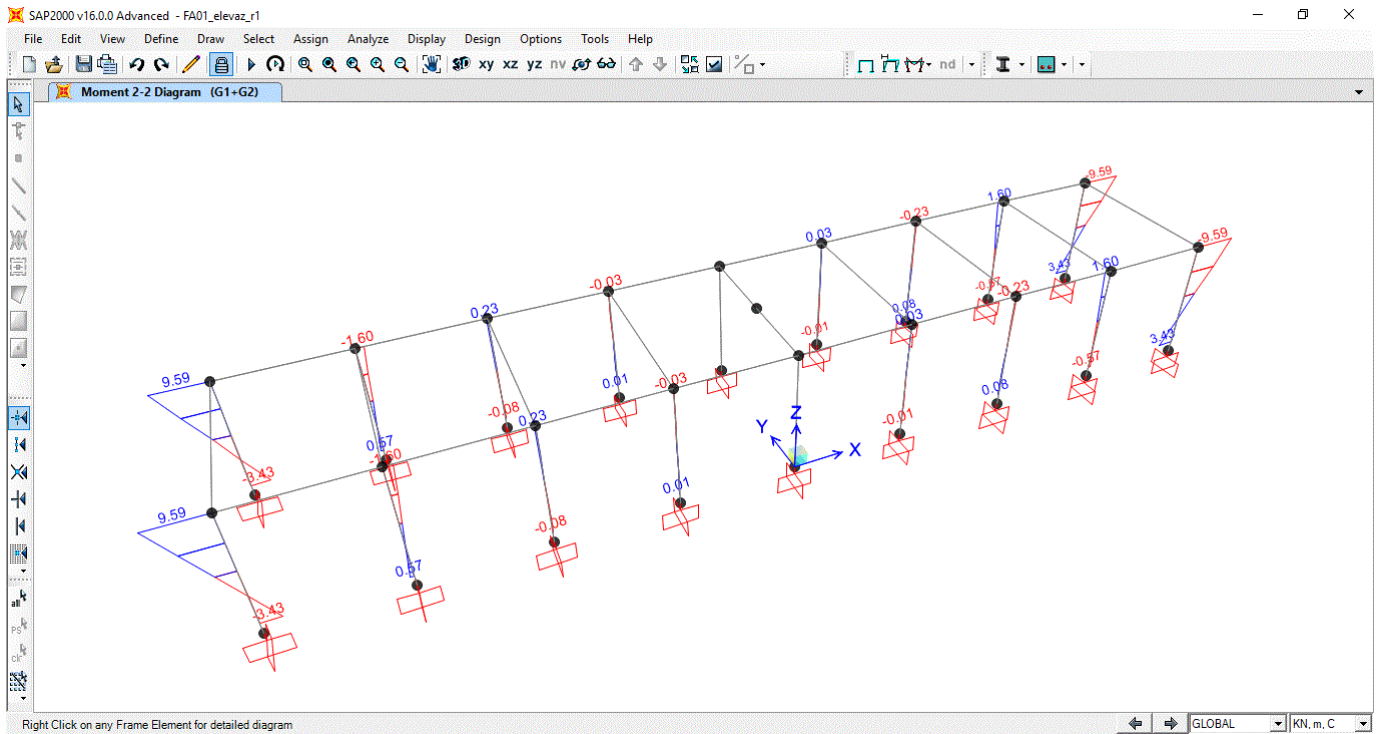 SAP2000 v16.0.0 Advanced - FA01_elevaz_r1
File Edit View Define Draw Select Assign Analyze Display Design Options Tools Help
3D xy xz yz nv nd
Moment 2-2 Diagram (G1+G2)
-9.59
1.60
-0.23
0.03
-9.59
-0.03
3.43
1.60
0.23
-0.57
-0.23
-1.60
0.08
0.03
-0.01
3.43
9.59
0.01
-0.03
-0.57
0.08
-0.08
0.23
Z
-0.01
Y
X
0.57
-1.60
-3.43
0.01
9.59
-0.08
0.57
-3.43
all
PS
clr
Right Click on any Frame Element for detailed diagram
GLOBAL
KN, m, C